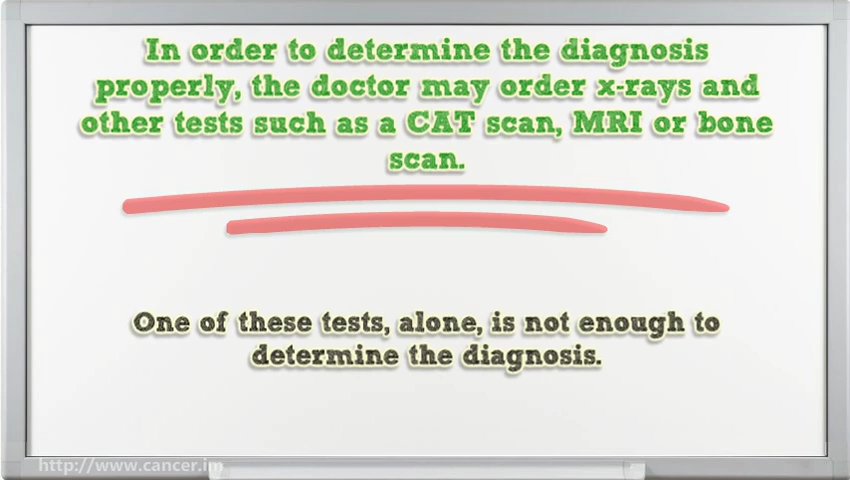 In order to determine the diagnosis
properly, the doctor may order x-rays and
other tests such as a CAT scan, MRI or bone
scan.
One of these tests, alone, is not enough to
determine the diagnosis.
http://www.cancer.im